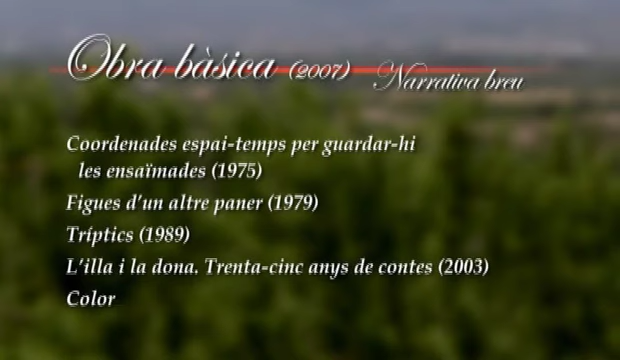 Obra bàsica (2007) Narrativa breu
Coordenades espai-temps per guardar-hi
les ensaïmades (1975)
Figues d'un altre paner (1979)
Tríptics (1989)
L'illa i la dona. Trenta-cinc anys de contes (2003)
Color